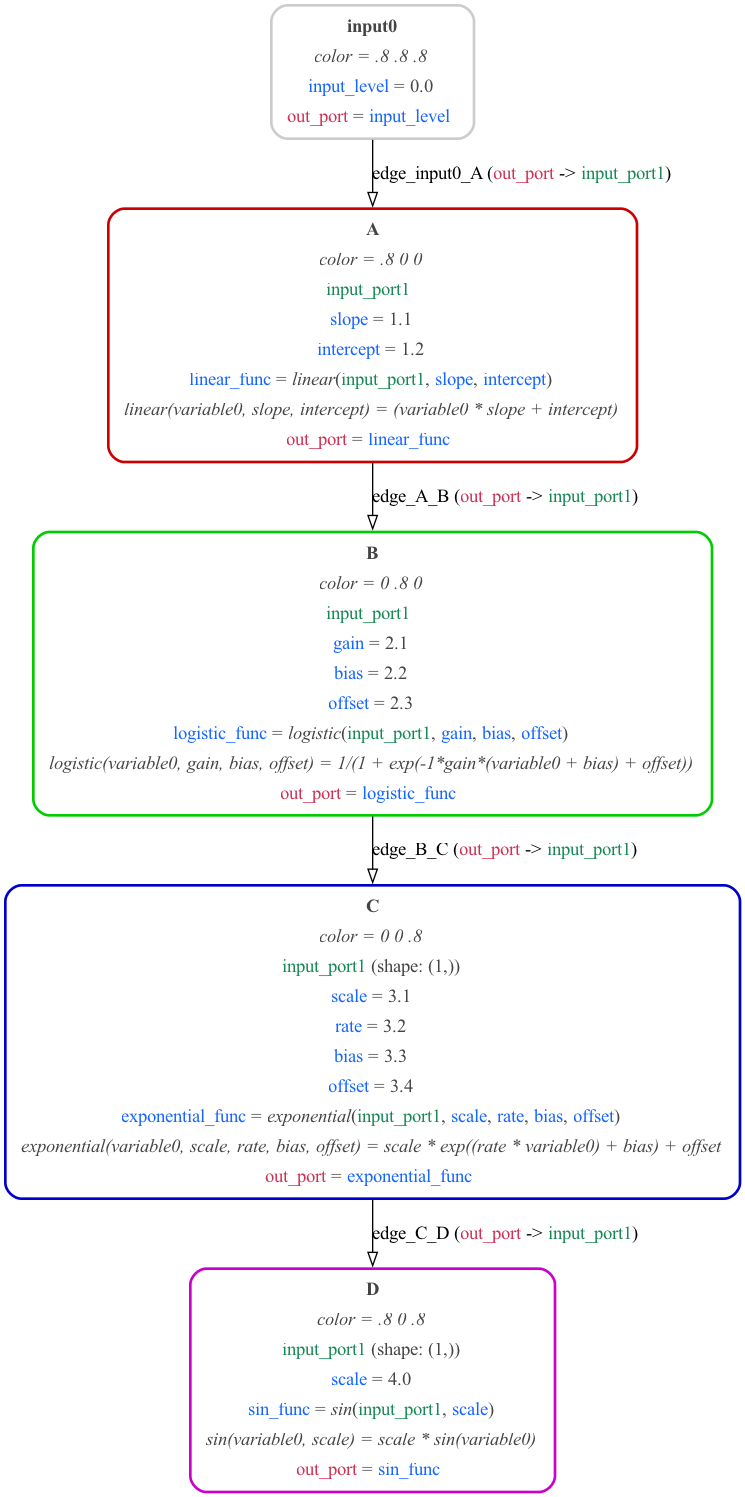 input0
color = .8 .8 .8
input_level = 0.0
out_port = input_level
edge_input0_A (out_port -> input_port1)
A
color = .8 0 0
input_port1
slope = 1.1
intercept = 1.2
linear_func = linear(input_port1, slope, intercept)
linear(variable0, slope, intercept) = (variable0 * slope + intercept)
out_port = linear_func
edge_A_B (out_port -> input_port1)
B
color = 0 .8 0
input_port1
gain = 2.1
bias = 2.2
offset = 2.3
logistic_func = logistic(input_port1, gain, bias, offset)
logistic(variable0, gain, bias, offset) = 1/(1 + exp(-1*gain*(variable0 + bias) + offset))
out_port = logistic_func
edge_B_C (out_port -> input_port1)
C
color = 0 0 .8
input_port1 (shape: (1,))
scale = 3.1
rate = 3.2
bias = 3.3
offset = 3.4
exponential_func = exponential(input_port1, scale, rate, bias, offset)
exponential(variable0, scale, rate, bias, offset) = scale * exp((rate * variable0) + bias) + offset
out_port = exponential_func
edge_C_D (out_port -> input_port1)
D
color = .8 0 .8
input_port1 (shape: (1,))
scale = 4.0
sin_func = sin(input_port1, scale)
sin(variable0, scale) = scale * sin(variable0)
out_port = sin_func